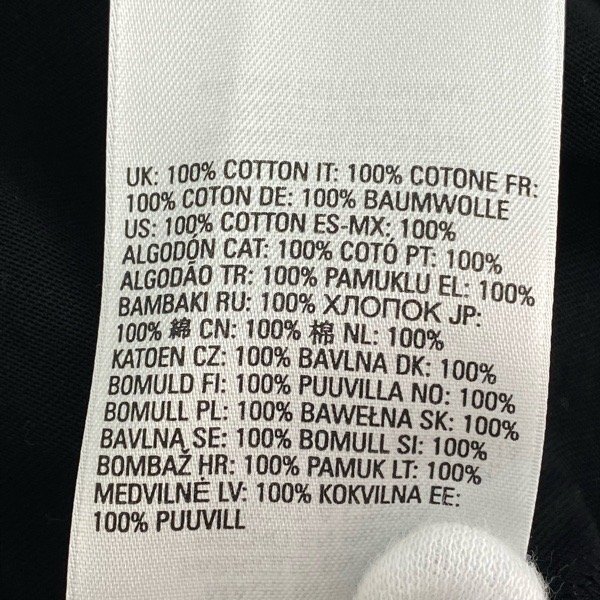 UK: 100% COTTON IT: 100% COTONE FR:
100% COTON DE: 100% BAUMWOLLE
US: 100% COTTON ES-MX: 100%
ALGODÓN CAT: 100% COTÓ PT: 100%
ALGODÃO TR: 100% PAMUKLU EL: 100%
BAMBAKI RU: 100% ХЛОПОК JP:
100% 綿 CN: 100% 棉 NL: 100%
KATOEN CZ: 100% BAVLNA DK: 100%
BOMULD FI: 100% PUUVILLA NO: 100%
BOMULL PL: 100% BAWEŁNA SK: 100%
BAVLNA SE: 100% BOMULL SI: 100%
BOMBAŽ HR: 100% PAMUK LT: 100%
MEDVILNĖ LV: 100% KOKVILNA EE:
100% PUUVILL